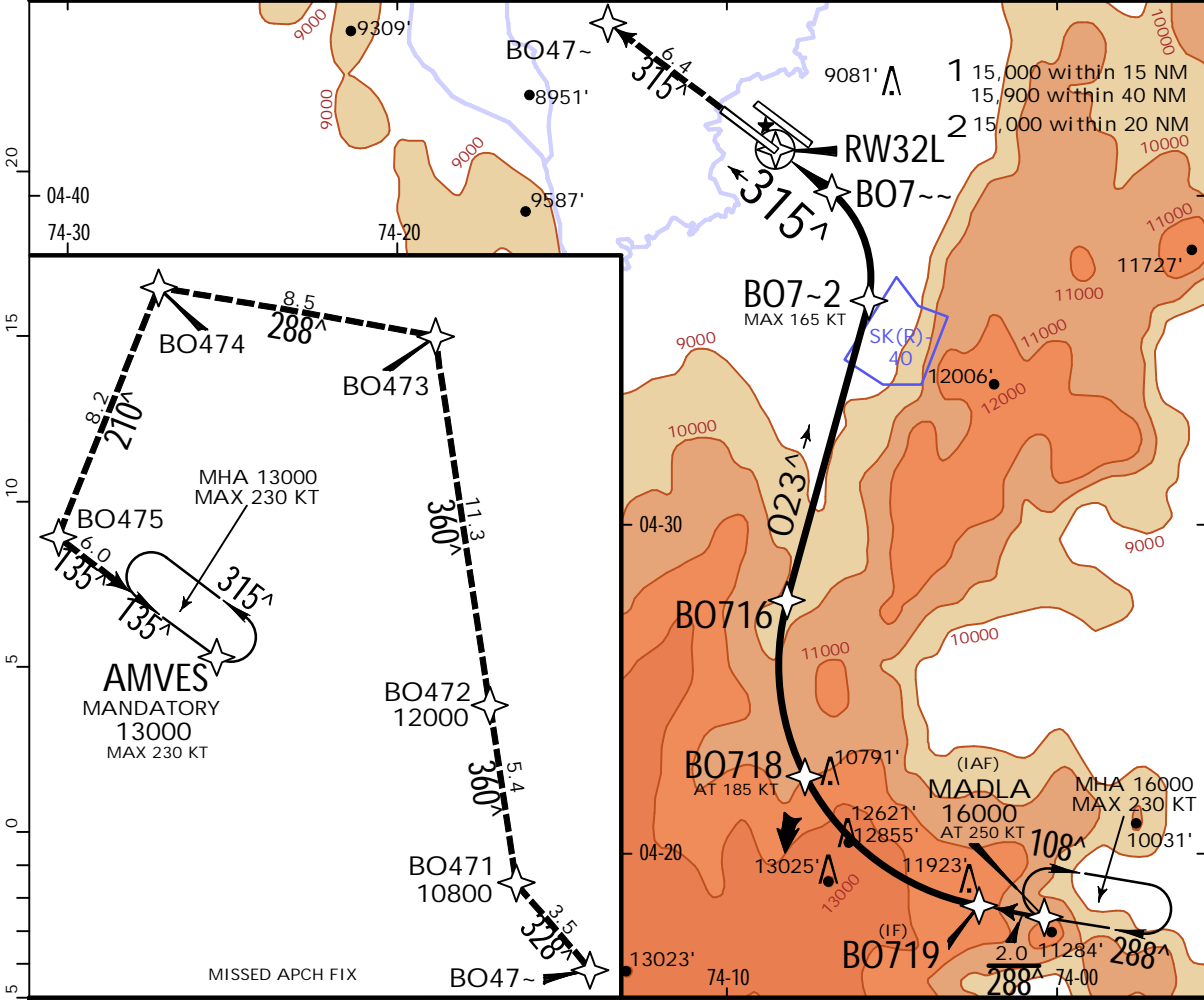 9000
9309'
BO47~
6.4
315^
9081'
1 15,000 within 15 NM
15,900 within 40 NM
2 15,000 within 20 NM
10000
9000
8951'
9000
10000
RW32L
BO7~~
20
04-40
9587'
315^
11000
74-30
74-20
11727'
11000
BO7~2
MAX 165 KT
SK(R)-
40
11000
9000
8.5
288^
BO474
15
BO473
12006'
12000
8.2
210^
10000
MHA 13000
MAX 230 KT
10
BO475
11.3
360^
023^
04-30
9000
6.0
135^
315^
135^
BO716
10000
5
11000
AMVES
MANDATORY
13000
MAX 230 KT
BO472
12000
BO718
AT 185 KT
10791'
(IAF)
MADLA
16000
AT 250 KT
MHA 16000
MAX 230 KT
5.4
360^
12621'
12855'
10031'
108^
0
04-20
13025'
13000
11923'
BO471
10800
3.5
328^
(IF)
BO719
2.0
288^
11284'
288^
MISSED APCH FIX
BO47~
13023'
74-10
74-00
5